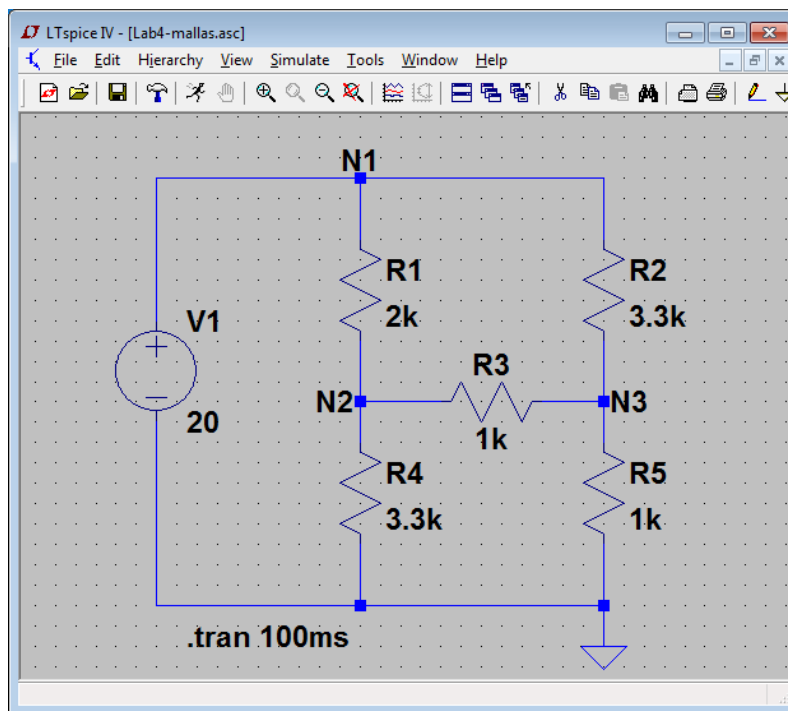 LTspice IV - [Lab4-mallas.asc]
File Edit Hierarchy View Simulate Tools Window Help
N1
R1
2k
R2
3.3k
V1
20
R3
1k
N2
N3
R4
3.3k
R5
1k
.tran 100ms